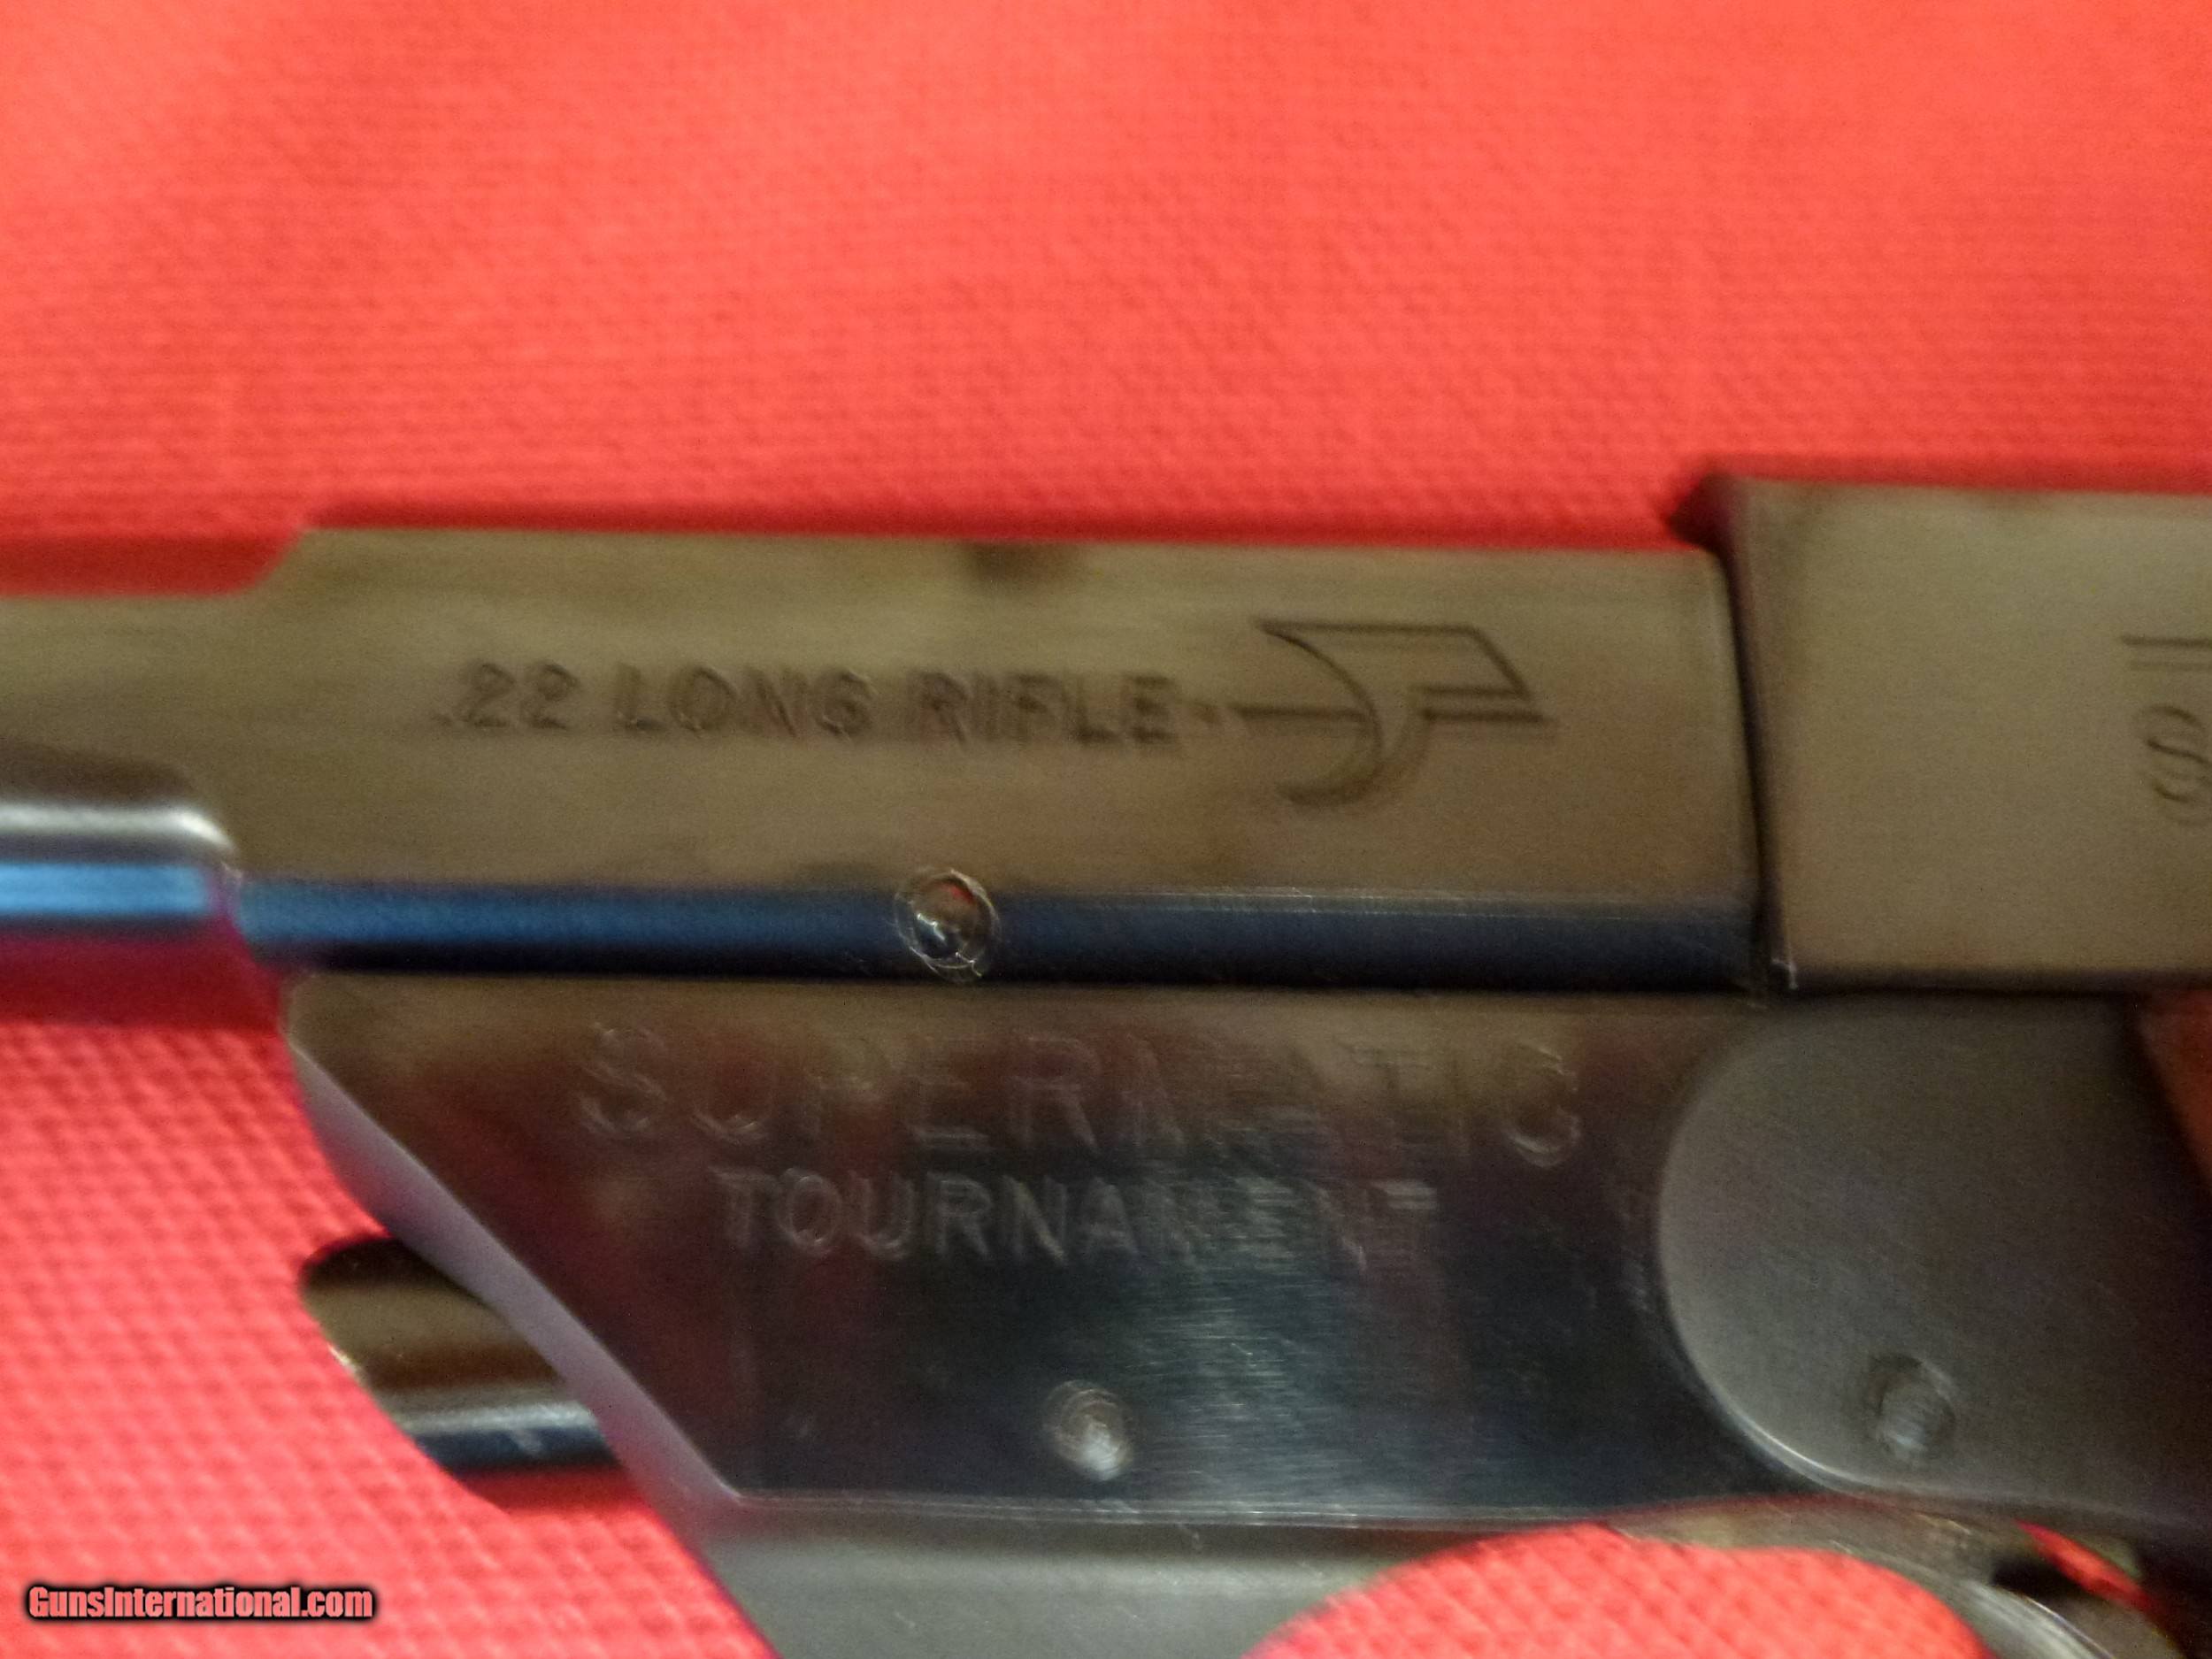 .22 LONG RIFLE
S
SUPERMATIC
TOURNAMENT
GunsInternational.com